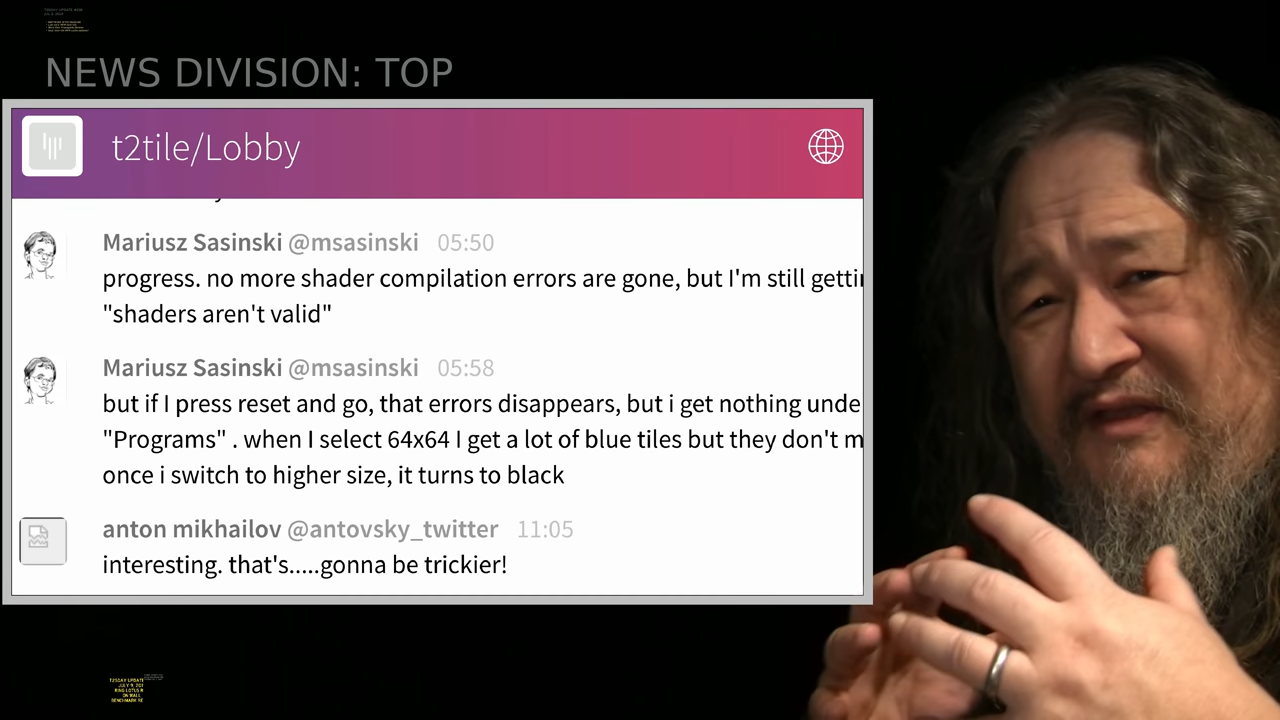 NEWS DIVISION: TOP
t2tile/Lobby
Mariusz Sasinski @msasinski 05:50
progress. no more shader compilation errors are gone, but I'm still
"shaders aren't valid"
Mariusz Sasinski @msasinski 05:58
but if I press reset and go, that errors disappears, but i get nothing
"Programs" . when I select 64x64 I get a lot of blue tiles but they don't
once i switch to higher size, it turns to black
anton mikhailov @antovsky_twitter 11:05
interesting. that's.....gonna be trickier!